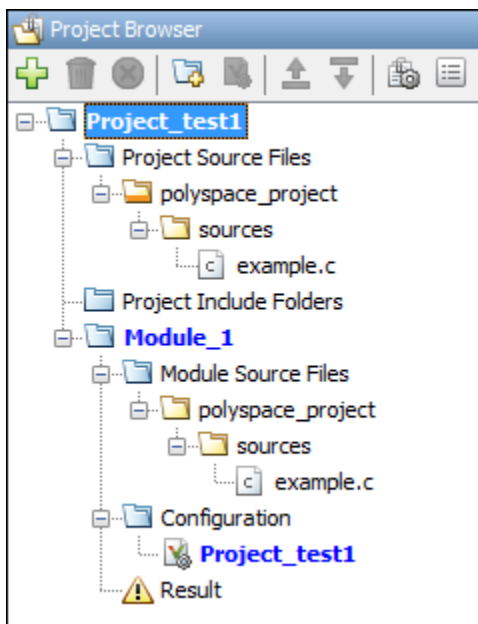 Project Browser
Project_test1
Project Source Files
polyspace_project
sources
c example.c
Project Include Folders
Module_1
Module Source Files
polyspace_project
sources
c example.c
Configuration
Project_test1
Result